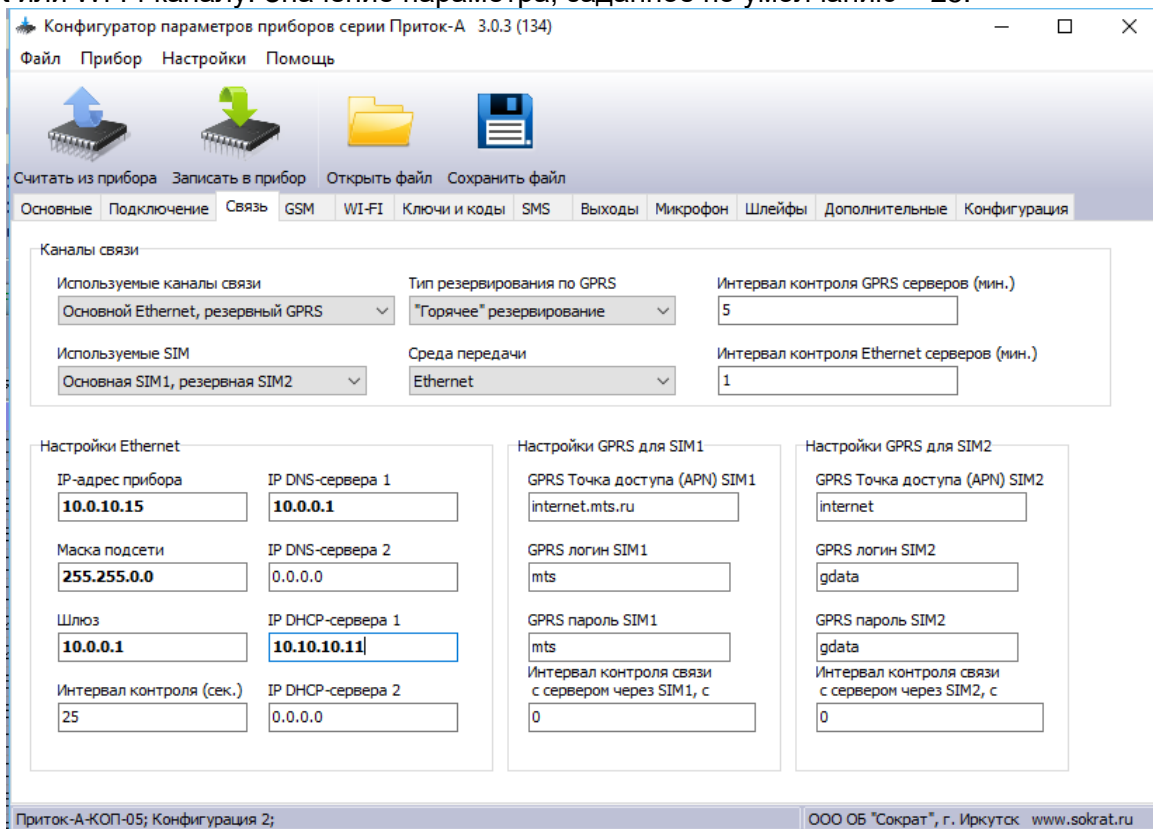 или WI-FI каналу. Значение параметра, заданное по умолчанию – 25.
Конфигуратор параметров приборов серии Приток-А 3.0.3 (134)
Файл Прибор Настройки Помощь
Считать из прибора Записать в прибор Открыть файл Сохранить файл
Основные Подключение Связь GSM WI-FI Ключи и коды SMS Выходы Микрофон Шлейфы Дополнительные Конфигурация
Каналы связи
Используемые каналы связи Тип резервирования по GPRS Интервал контроля GPRS серверов (мин.)
Основной Ethernet, резервный GPRS "Горячее" резервирование 5
Используемые SIM Среда передачи Интервал контроля Ethernet серверов (мин.)
Основная SIM1, резервная SIM2 Ethernet 1
Настройки Ethernet Настройки GPRS для SIM1 Настройки GPRS для SIM2
IP-адрес прибора IP DNS-сервера 1 GPRS Точка доступа (APN) SIM1 GPRS Точка доступа (APN) SIM2
10.0.10.15 10.0.0.1 internet.mts.ru internet
Маска подсети IP DNS-сервера 2 GPRS логин SIM1 GPRS логин SIM2
255.255.0.0 0.0.0.0 mts gdata
Шлюз IP DHCP-сервера 1 GPRS пароль SIM1 GPRS пароль SIM2
10.0.0.1 10.10.10.11 mts gdata
Интервал контроля (сек.) IP DHCP-сервера 2 Интервал контроля связи Интервал контроля связи
с сервером через SIM1, с с сервером через SIM2, с
25 0.0.0.0 0 0
Приток-А-КОП-05; Конфигурация 2; ООО ОБ "Сократ", г. Иркутск www.sokrat.ru